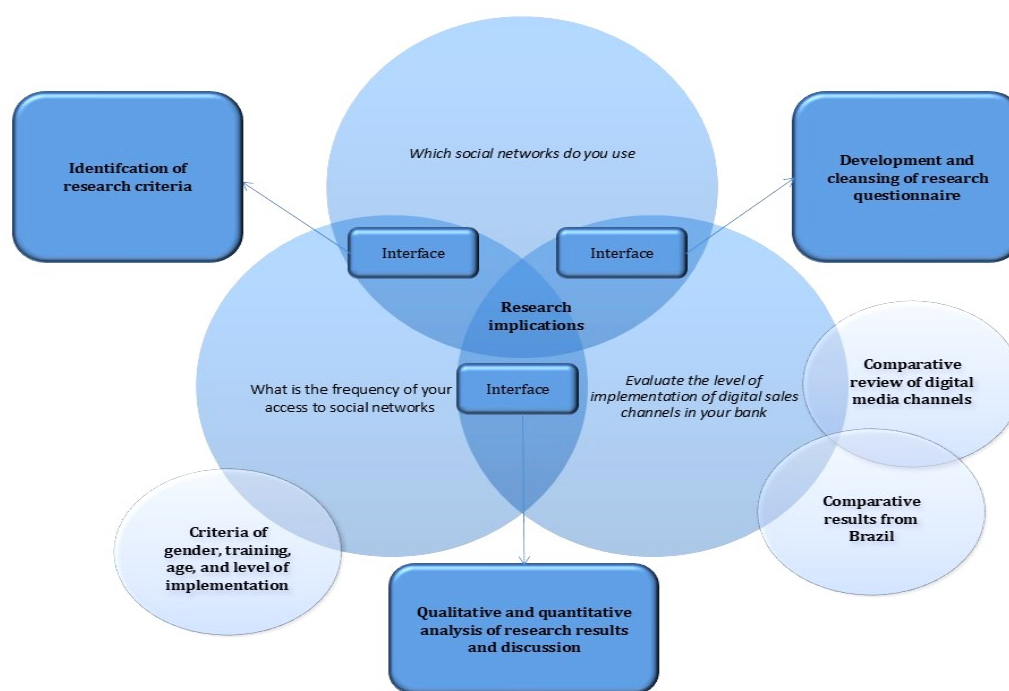 Which social networks do you use
Identifcation of
research criteria
Development and
cleansing of research
questionnaire
Interface
Interface
Research
implications
What is the frequency of your
access to social networks
Interface
Evaluate the level of
implementation of digital sales
channels in your bank
Comparative
review of digital
media channels
Comparative
results from
Brazil
Criteria of
gender, training,
age, and level of
implementation
Qualitative and quantitative
analysis of research results
and discussion